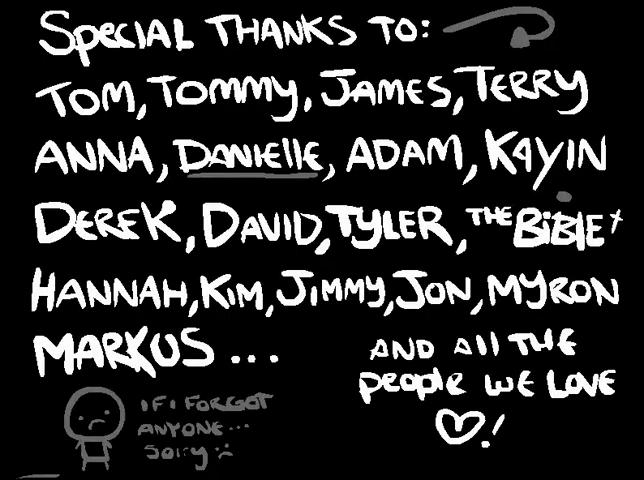 SPECIAL THANKS TO:
TOM, TOMMY, JAMES, TERRY
ANNA, DANIELLE, ADAM, KAYIN
DEREK, DAVID, TYLER, THE BIBLE
HANNAH, KIM, JIMMY, JON, MYRON
MARKUS ...
AND All THE
people WE LOVE
!
IF I FORGOT
ANYONE...
Sorry :(